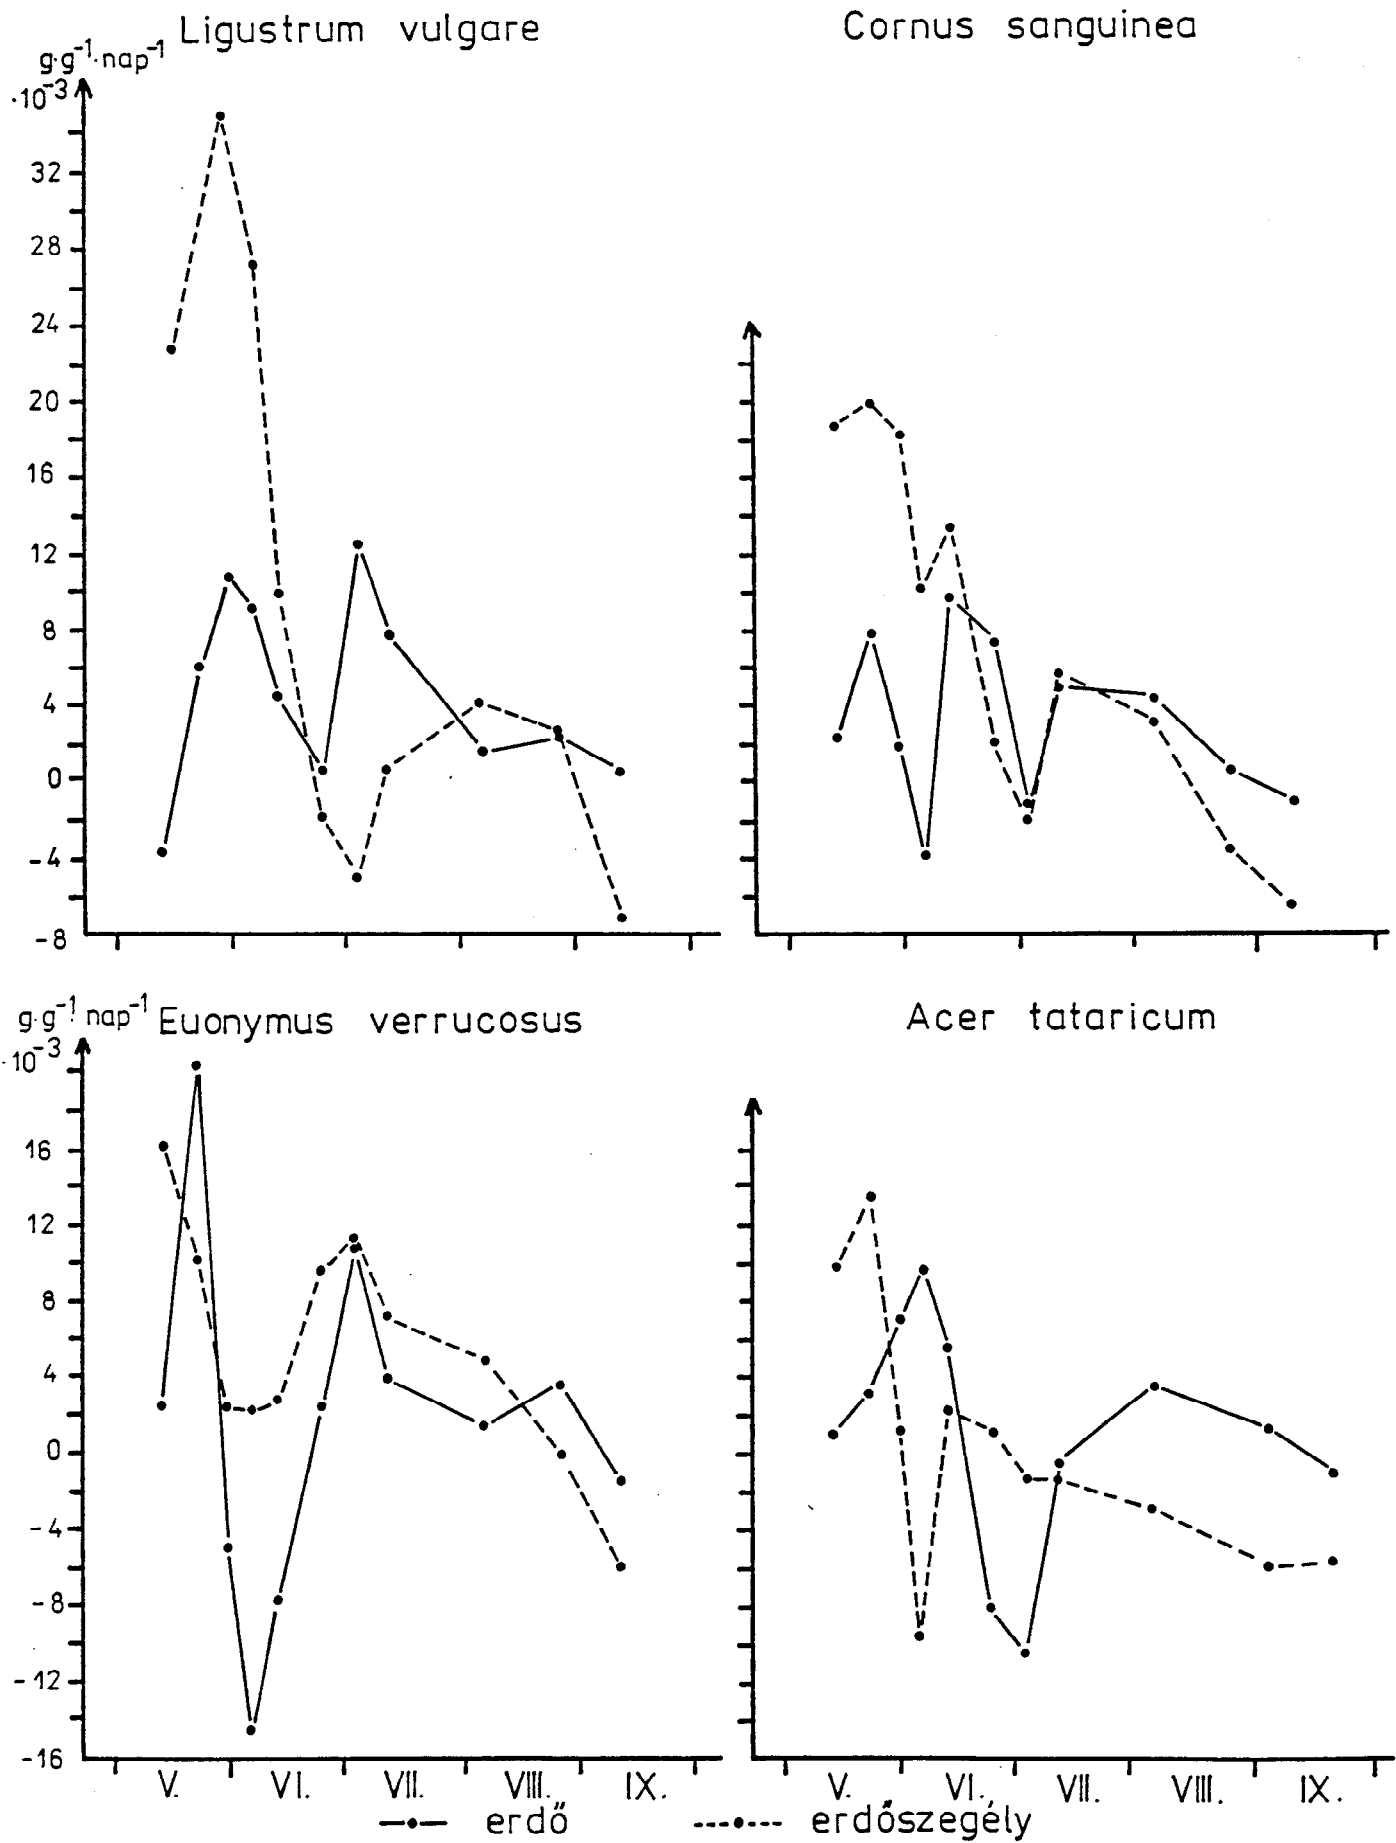 Ligustrum vulgare
Cornus sanguinea
g·g⁻¹·nap⁻¹
·10⁻³
32
28
24
20
16
12
8
4
0
-4
-8
g·g⁻¹·nap⁻¹
Euonymus verrucosus
Acer tataricum
·10⁻³
16
12
8
4
0
-4
-8
-12
-16
V. VI. VII. VIII. IX.
V. VI. VII. VIII. IX.
erdő
erdőszegély